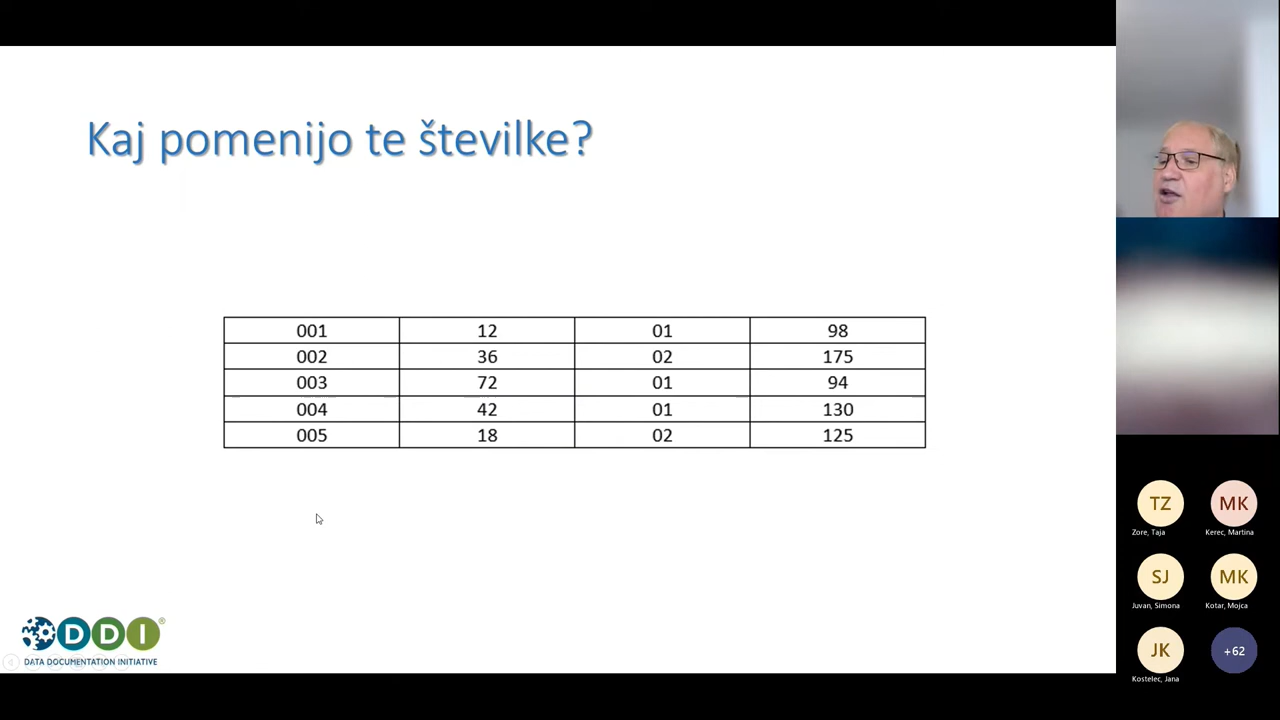 Kaj pomenijo te številke?
001 12 01 98
002 36 02 175
003 72 01 94
004 42 01 130
005 18 02 125
DDI®
DATA DOCUMENTATION INITIATIVE
TZ MK
Zore, Taja Kerec, Martina
SJ MK
Juvan, Simona Kotar, Mojca
JK +62
Kostelec, Jana